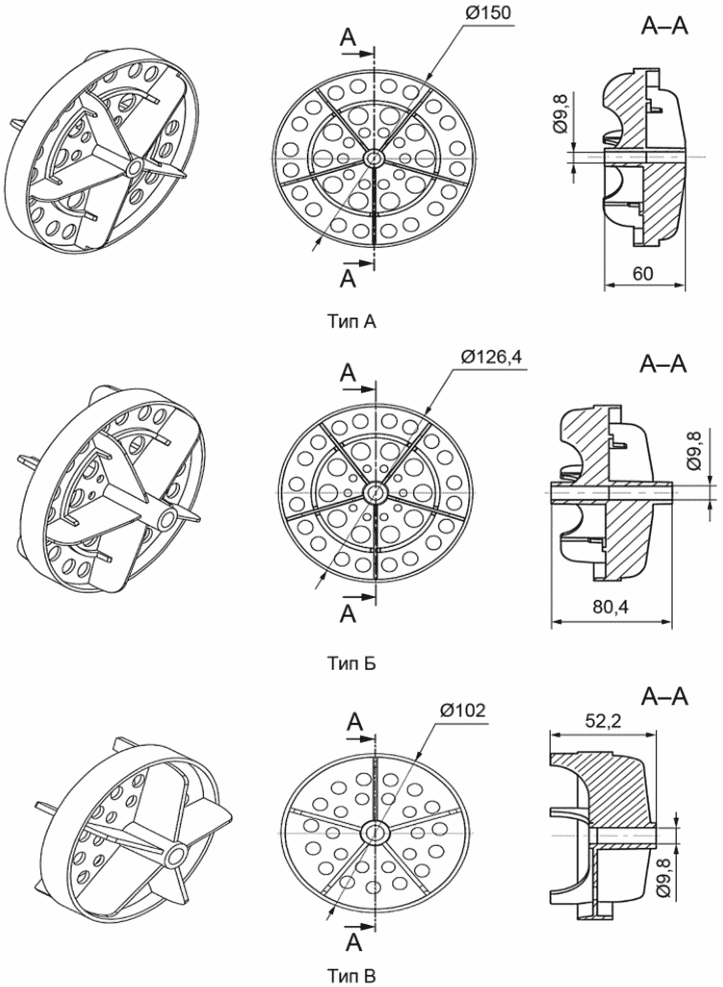 Ø150
А
А–А
Ø9,8
60
А
Тип А
Ø126,4
А
А–А
Ø9,8
80,4
А
Тип Б
Ø102
А
А–А
52,2
Ø9,8
А
Тип В